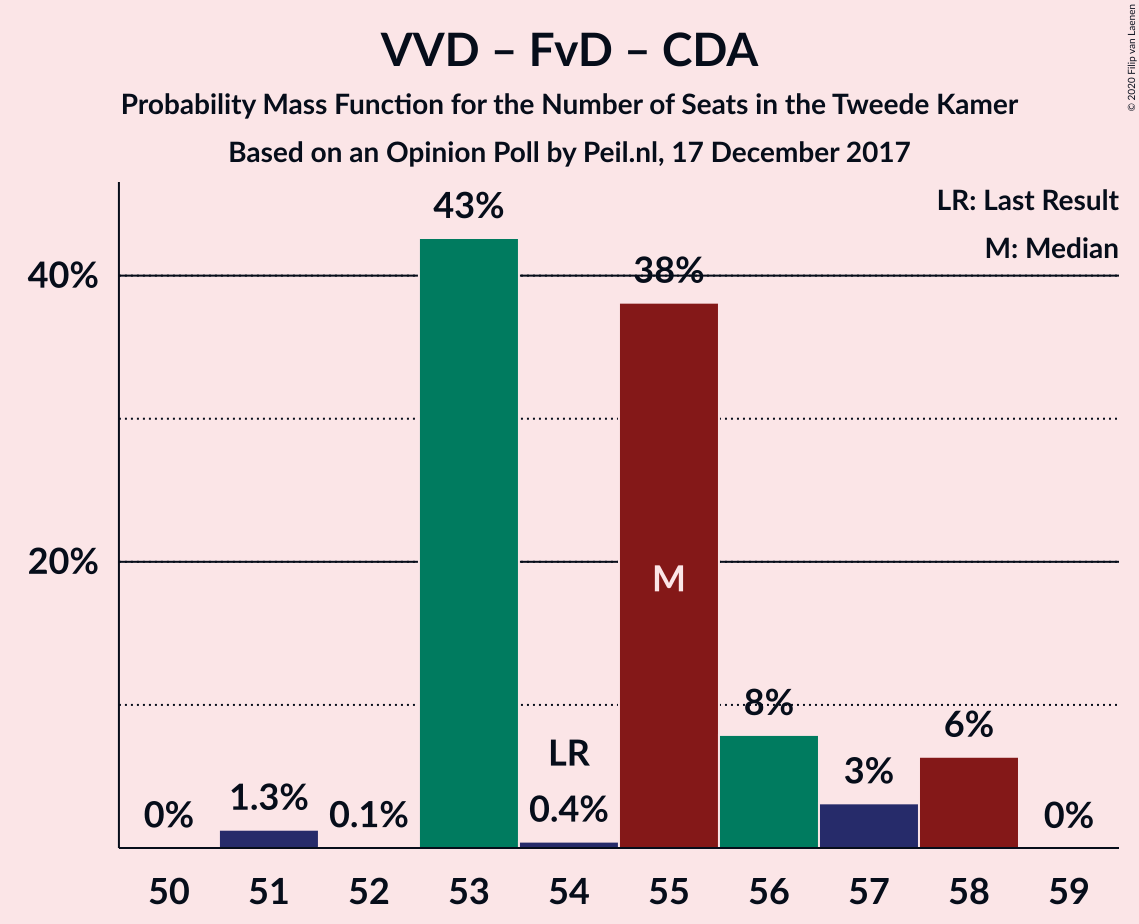 VVD – FvD – CDA
Probability Mass Function for the Number of Seats in the Tweede Kamer
Based on an Opinion Poll by Peil.nl, 17 December 2017
© 2020 Filip van Laenen
LR: Last Result
M: Median
43%
40%
38%
20%
M
8%
6%
LR
3%
1.3%
0.4%
0%
0.1%
0%
50 51 52 53 54 55 56 57 58 59